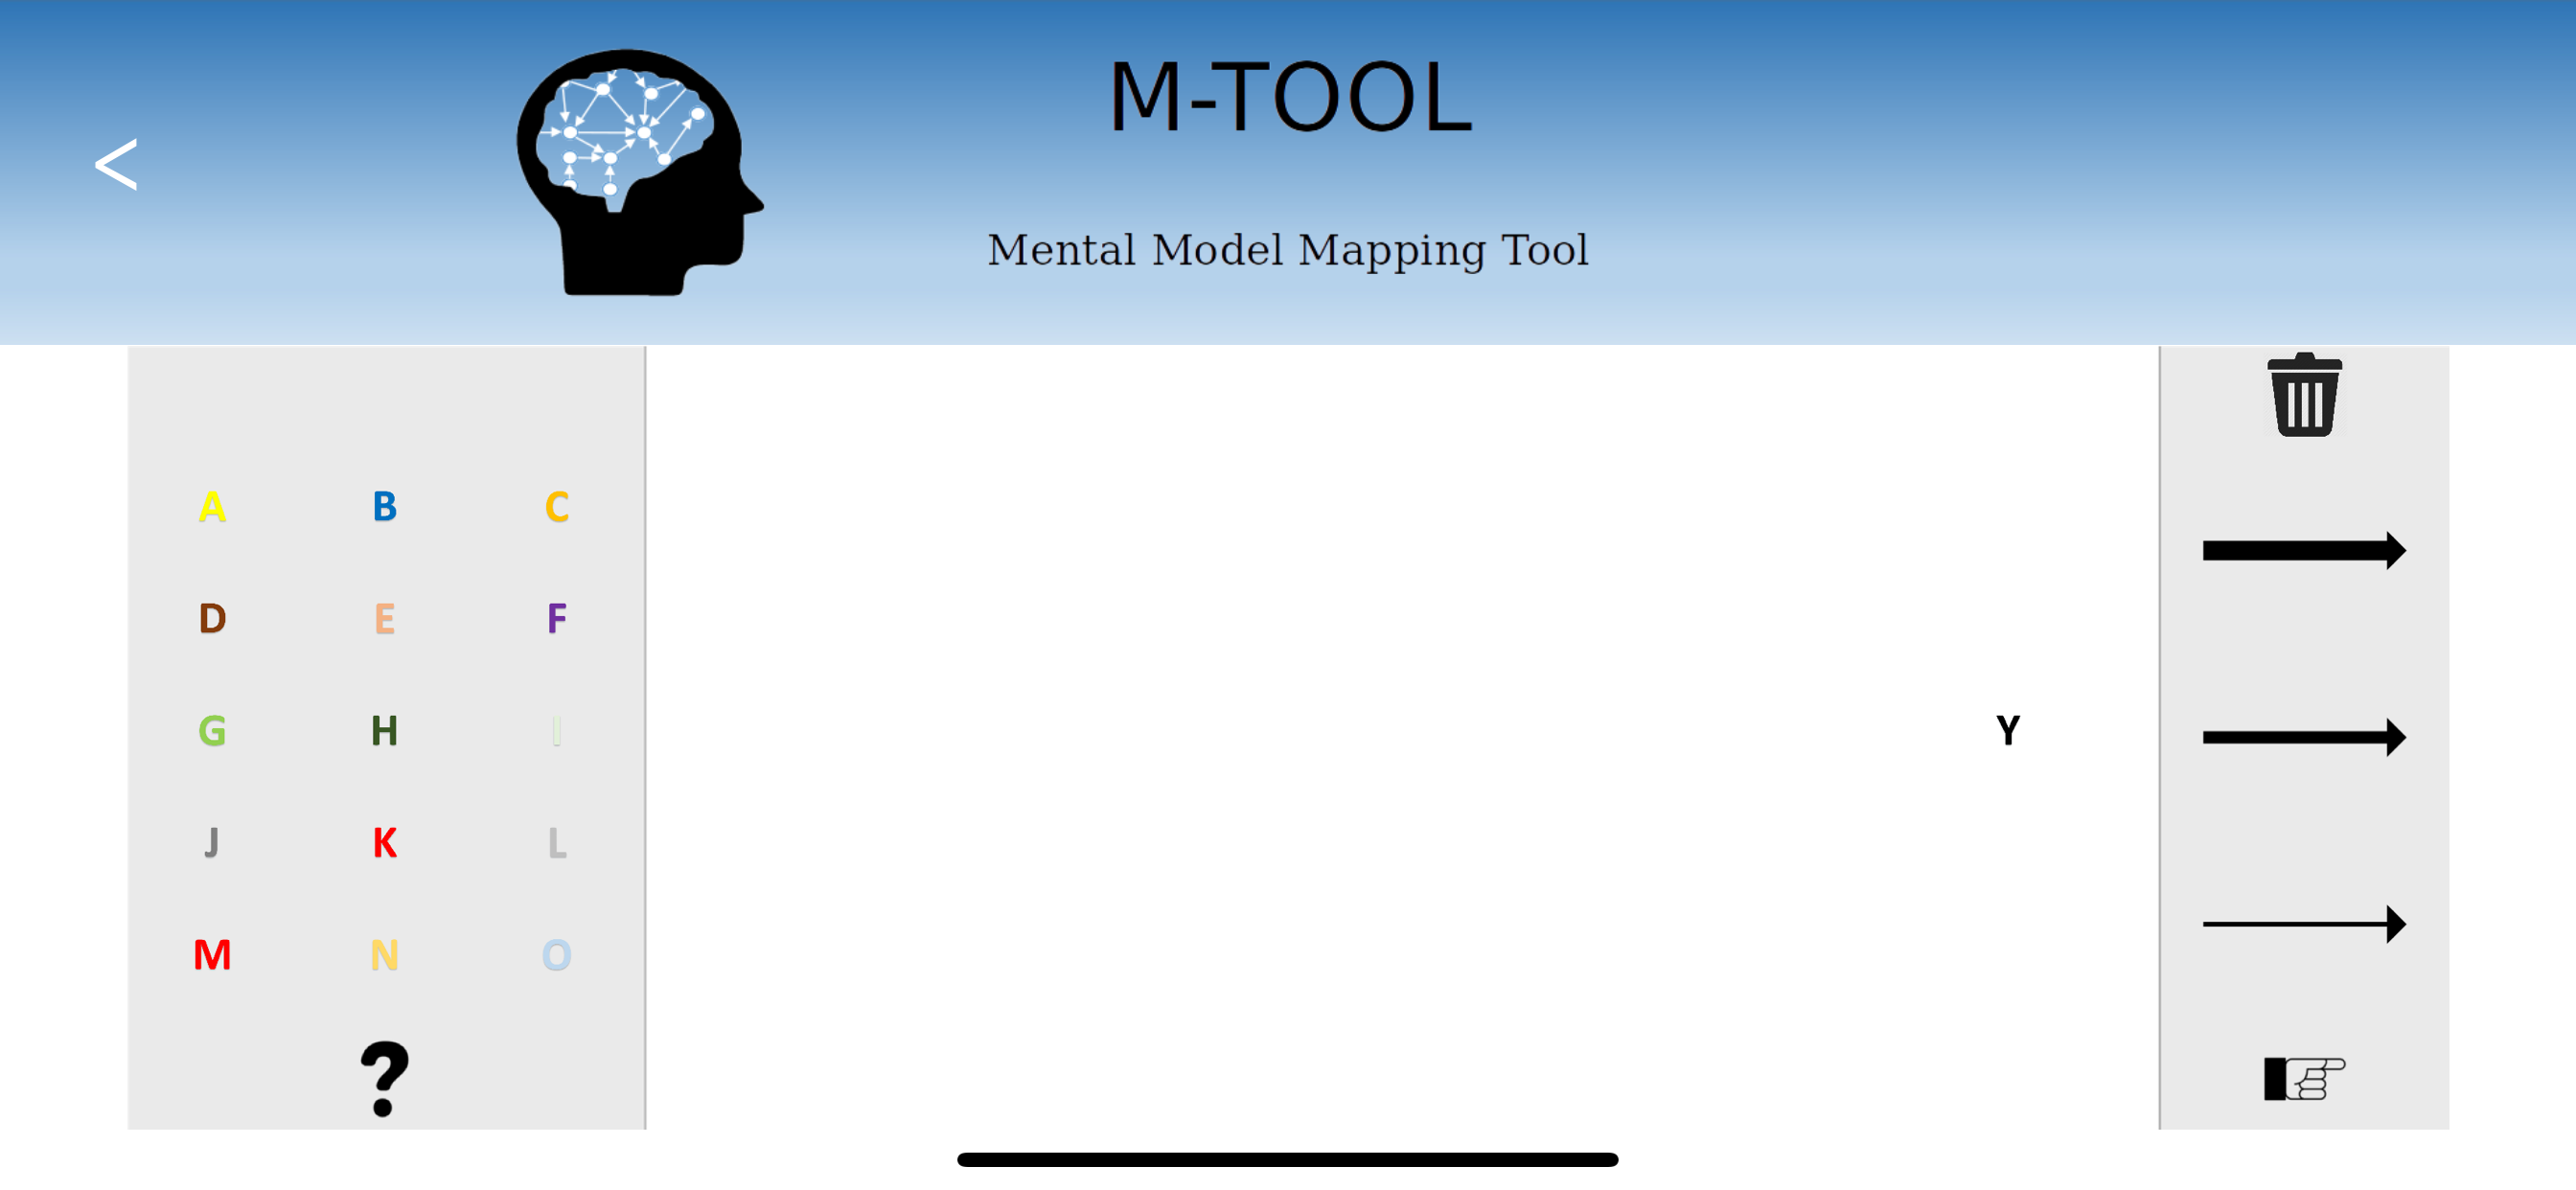 <
M-TOOL
Mental Model Mapping Tool
A B C
D E F
G H I
Y
J K L
M N O
?